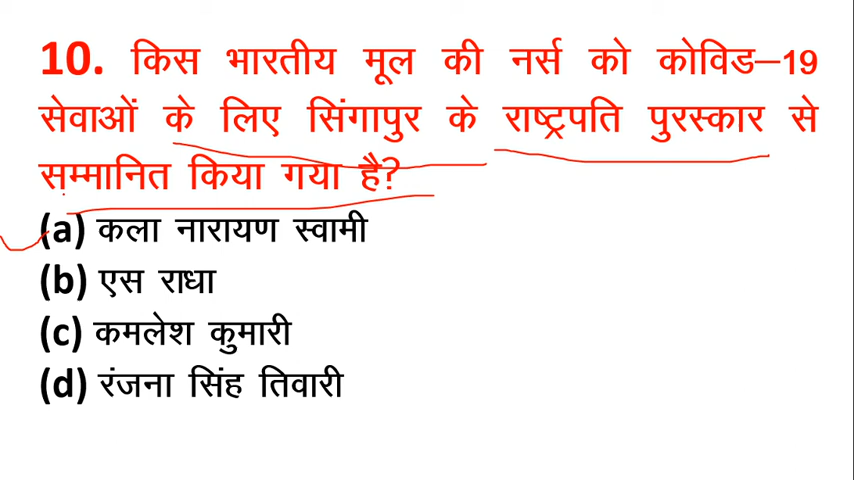 10. किस भारतीय मूल की नर्स को कोविड–19
सेवाओं के लिए सिंगापुर के राष्ट्रपति पुरस्कार से
सम्मानित किया गया है?
(a) कला नारायण स्वामी
(b) एस राधा
(c) कमलेश कुमारी
(d) रंजना सिंह तिवारी